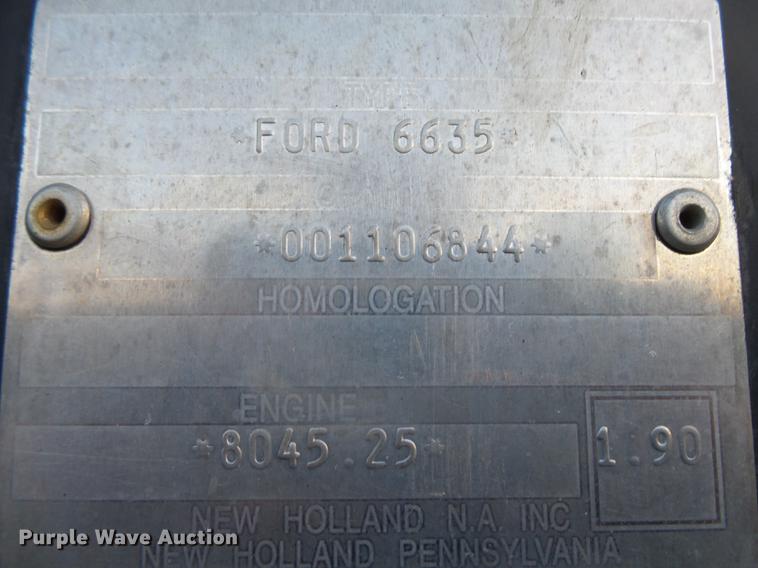 TYPE
*FORD 6635*
*001106844*
HOMOLOGATION
ENGINE
*8045.25*
1.90
NEW HOLLAND N.A. INC
NEW HOLLAND PENNSYLVANIA
Purple Wave Auction